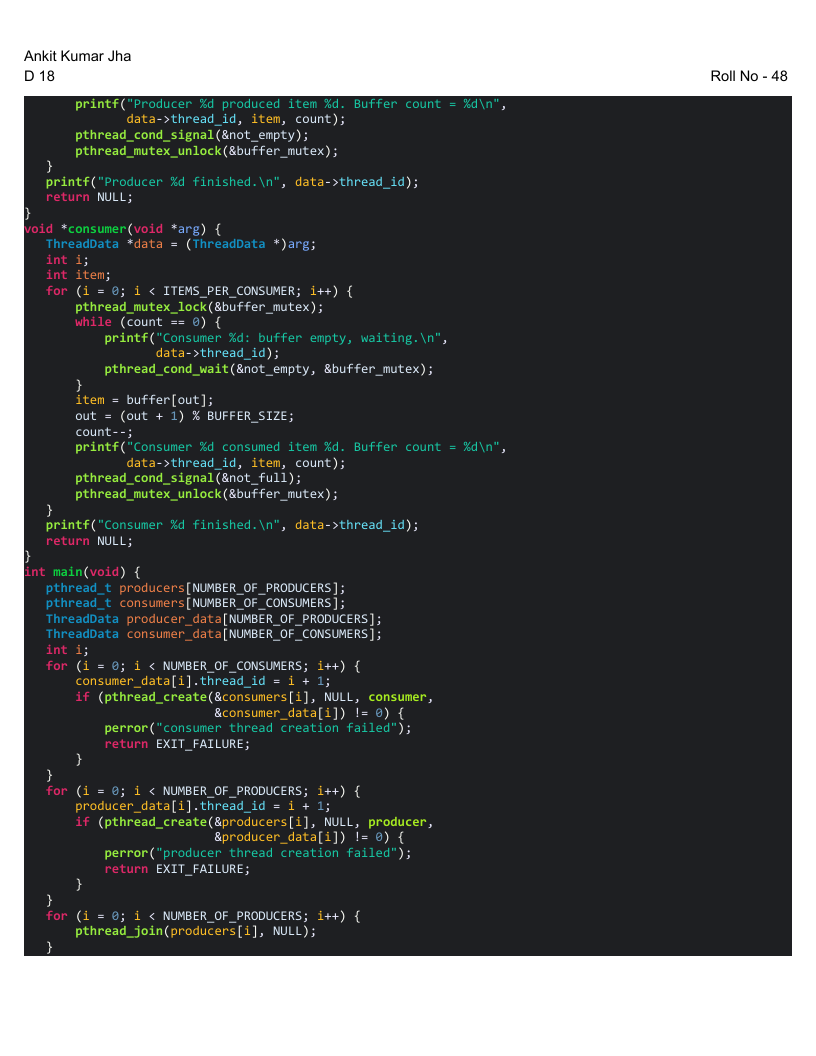 Ankit Kumar Jha
D 18
Roll No - 48
        printf("Producer %d produced item %d. Buffer count = %d\n",
               data->thread_id, item, count);
        pthread_cond_signal(&not_empty);
        pthread_mutex_unlock(&buffer_mutex);
    }
    printf("Producer %d finished.\n", data->thread_id);
    return NULL;
}
void *consumer(void *arg) {
    ThreadData *data = (ThreadData *)arg;
    int i;
    int item;
    for (i = 0; i < ITEMS_PER_CONSUMER; i++) {
        pthread_mutex_lock(&buffer_mutex);
        while (count == 0) {
            printf("Consumer %d: buffer empty, waiting.\n",
                   data->thread_id);
            pthread_cond_wait(&not_empty, &buffer_mutex);
        }
        item = buffer[out];
        out = (out + 1) % BUFFER_SIZE;
        count--;
        printf("Consumer %d consumed item %d. Buffer count = %d\n",
               data->thread_id, item, count);
        pthread_cond_signal(&not_full);
        pthread_mutex_unlock(&buffer_mutex);
    }
    printf("Consumer %d finished.\n", data->thread_id);
    return NULL;
}
int main(void) {
    pthread_t producers[NUMBER_OF_PRODUCERS];
    pthread_t consumers[NUMBER_OF_CONSUMERS];
    ThreadData producer_data[NUMBER_OF_PRODUCERS];
    ThreadData consumer_data[NUMBER_OF_CONSUMERS];
    int i;
    for (i = 0; i < NUMBER_OF_CONSUMERS; i++) {
        consumer_data[i].thread_id = i + 1;
        if (pthread_create(&consumers[i], NULL, consumer,
                           &consumer_data[i]) != 0) {
            perror("consumer thread creation failed");
            return EXIT_FAILURE;
        }
    }
    for (i = 0; i < NUMBER_OF_PRODUCERS; i++) {
        producer_data[i].thread_id = i + 1;
        if (pthread_create(&producers[i], NULL, producer,
                           &producer_data[i]) != 0) {
            perror("producer thread creation failed");
            return EXIT_FAILURE;
        }
    }
    for (i = 0; i < NUMBER_OF_PRODUCERS; i++) {
        pthread_join(producers[i], NULL);
    }